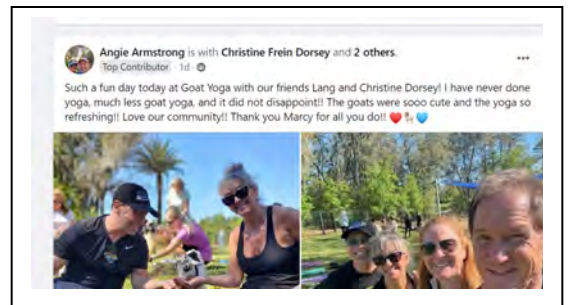 Angie Armstrong is with Christine Frein Dorsey and 2 others.
Top Contributor · 1d ·
Such a fun day today at Goat Yoga with our friends Lang and Christine Dorsey! I have never done
yoga, much less goat yoga, and it did not disappoint!! The goats were sooo cute and the yoga so
refreshing!! Love our community!! Thank you Marcy for all you do!! ❤️🐐💙